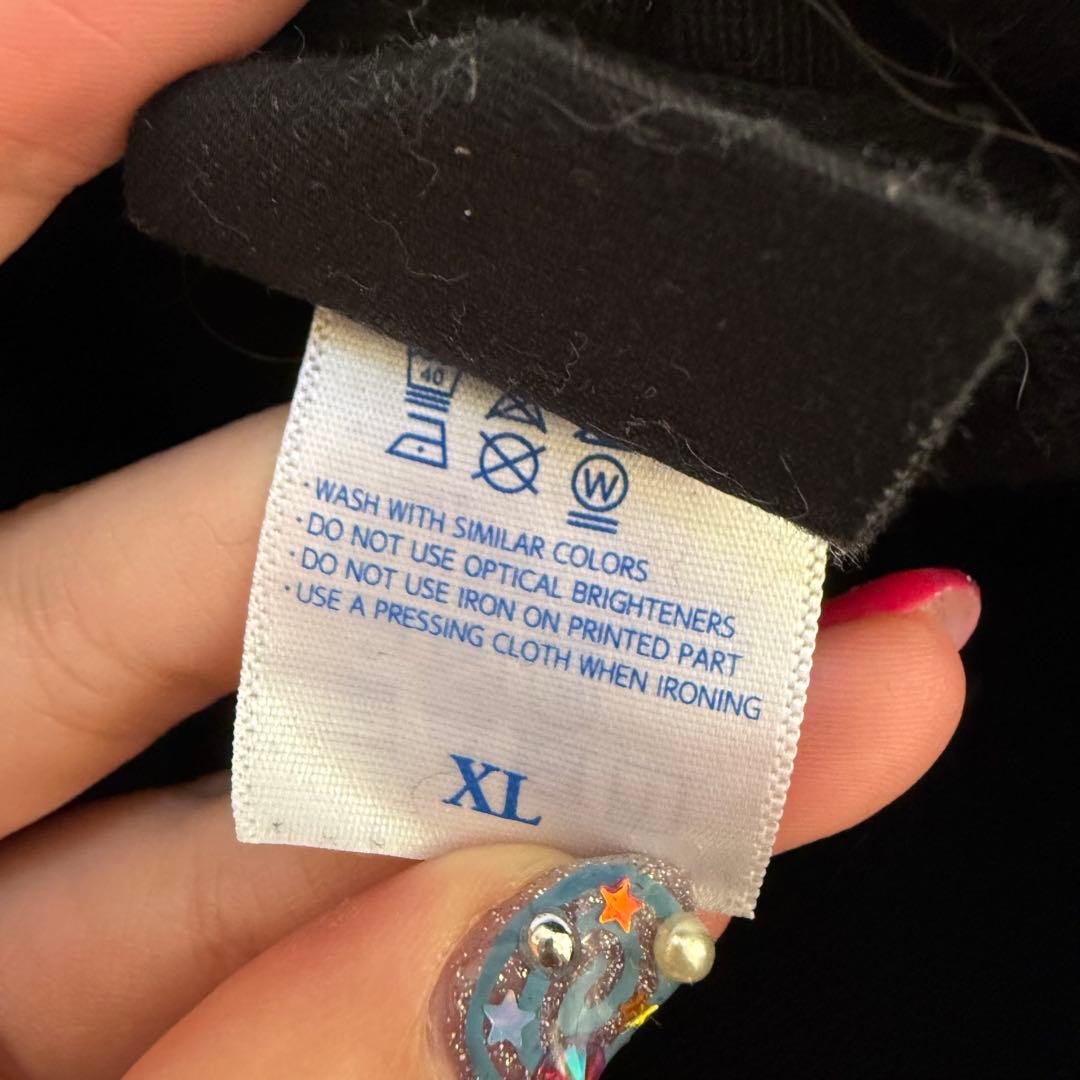 40
W
·WASH WITH SIMILAR COLORS
·DO NOT USE OPTICAL BRIGHTENERS
·DO NOT USE IRON ON PRINTED PART
·USE A PRESSING CLOTH WHEN IRONING
XL